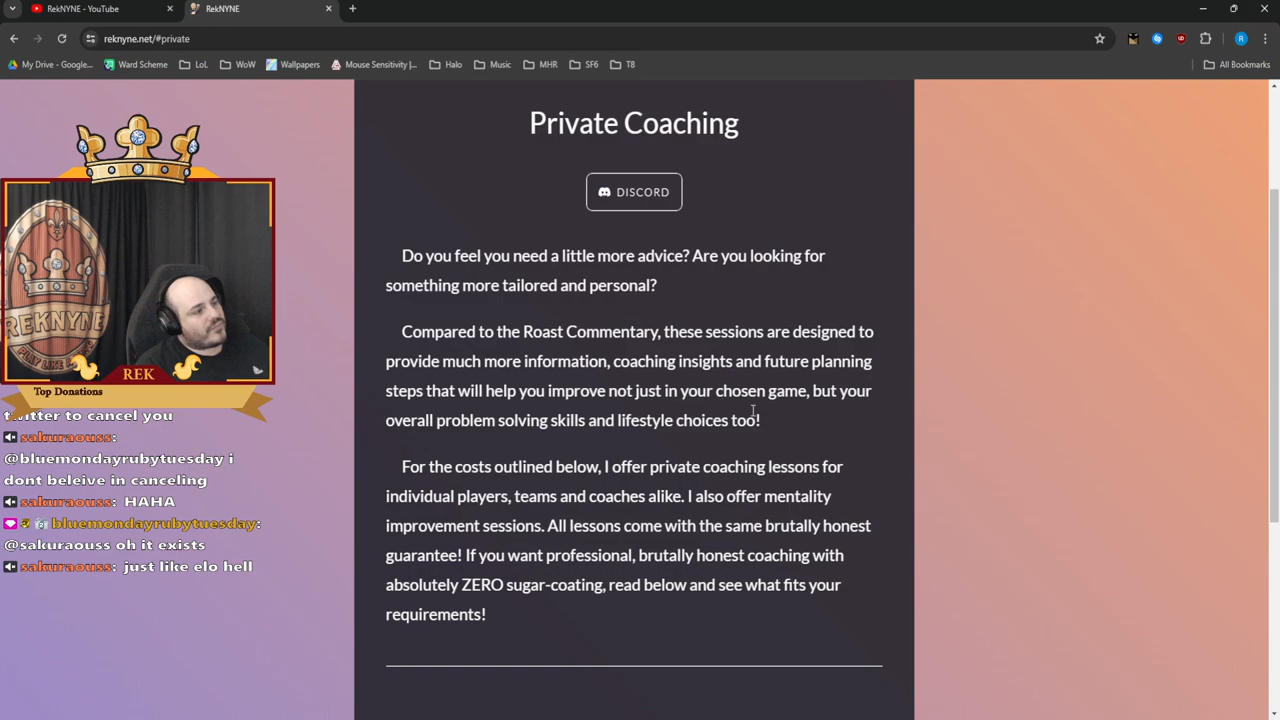 RekNYNE - YouTube
RekNYNE
reknyne.net/#private
My Drive - Google...
Ward Scheme
LoL
WoW
Wallpapers
Mouse Sensitivity |...
Halo
Music
MHR
SF6
T8
All Bookmarks
REKNYNE
REK
Top Donations
twitter to cancel you
sakuraouss:
@bluemondayrubytuesday i
dont beleive in canceling
sakuraouss: HAHA
bluemondayrubytuesday:
@sakuraouss oh it exists
sakuraouss: just like elo hell
Private Coaching
DISCORD
Do you feel you need a little more advice? Are you looking for
something more tailored and personal?
Compared to the Roast Commentary, these sessions are designed to
provide much more information, coaching insights and future planning
steps that will help you improve not just in your chosen game, but your
overall problem solving skills and lifestyle choices too!
For the costs outlined below, I offer private coaching lessons for
individual players, teams and coaches alike. I also offer mentality
improvement sessions. All lessons come with the same brutally honest
guarantee! If you want professional, brutally honest coaching with
absolutely ZERO sugar-coating, read below and see what fits your
requirements!